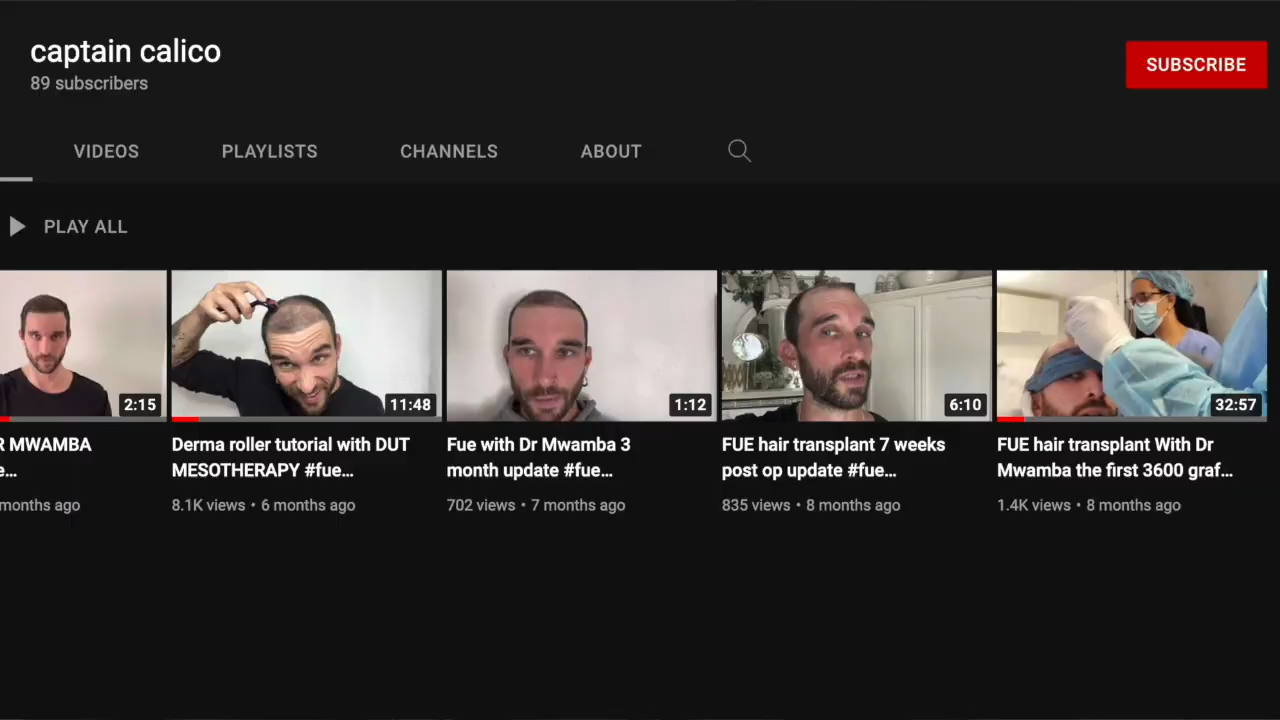 captain calico
89 subscribers
SUBSCRIBE
VIDEOS PLAYLISTS CHANNELS ABOUT
PLAY ALL
2:15 11:48 1:12 6:10 32:57
R MWAMBA
e...
months ago
Derma roller tutorial with DUT
MESOTHERAPY #fue...
8.1K views • 6 months ago
Fue with Dr Mwamba 3
month update #fue...
702 views • 7 months ago
FUE hair transplant 7 weeks
post op update #fue...
835 views • 8 months ago
FUE hair transplant With Dr
Mwamba the first 3600 graf...
1.4K views • 8 months ago